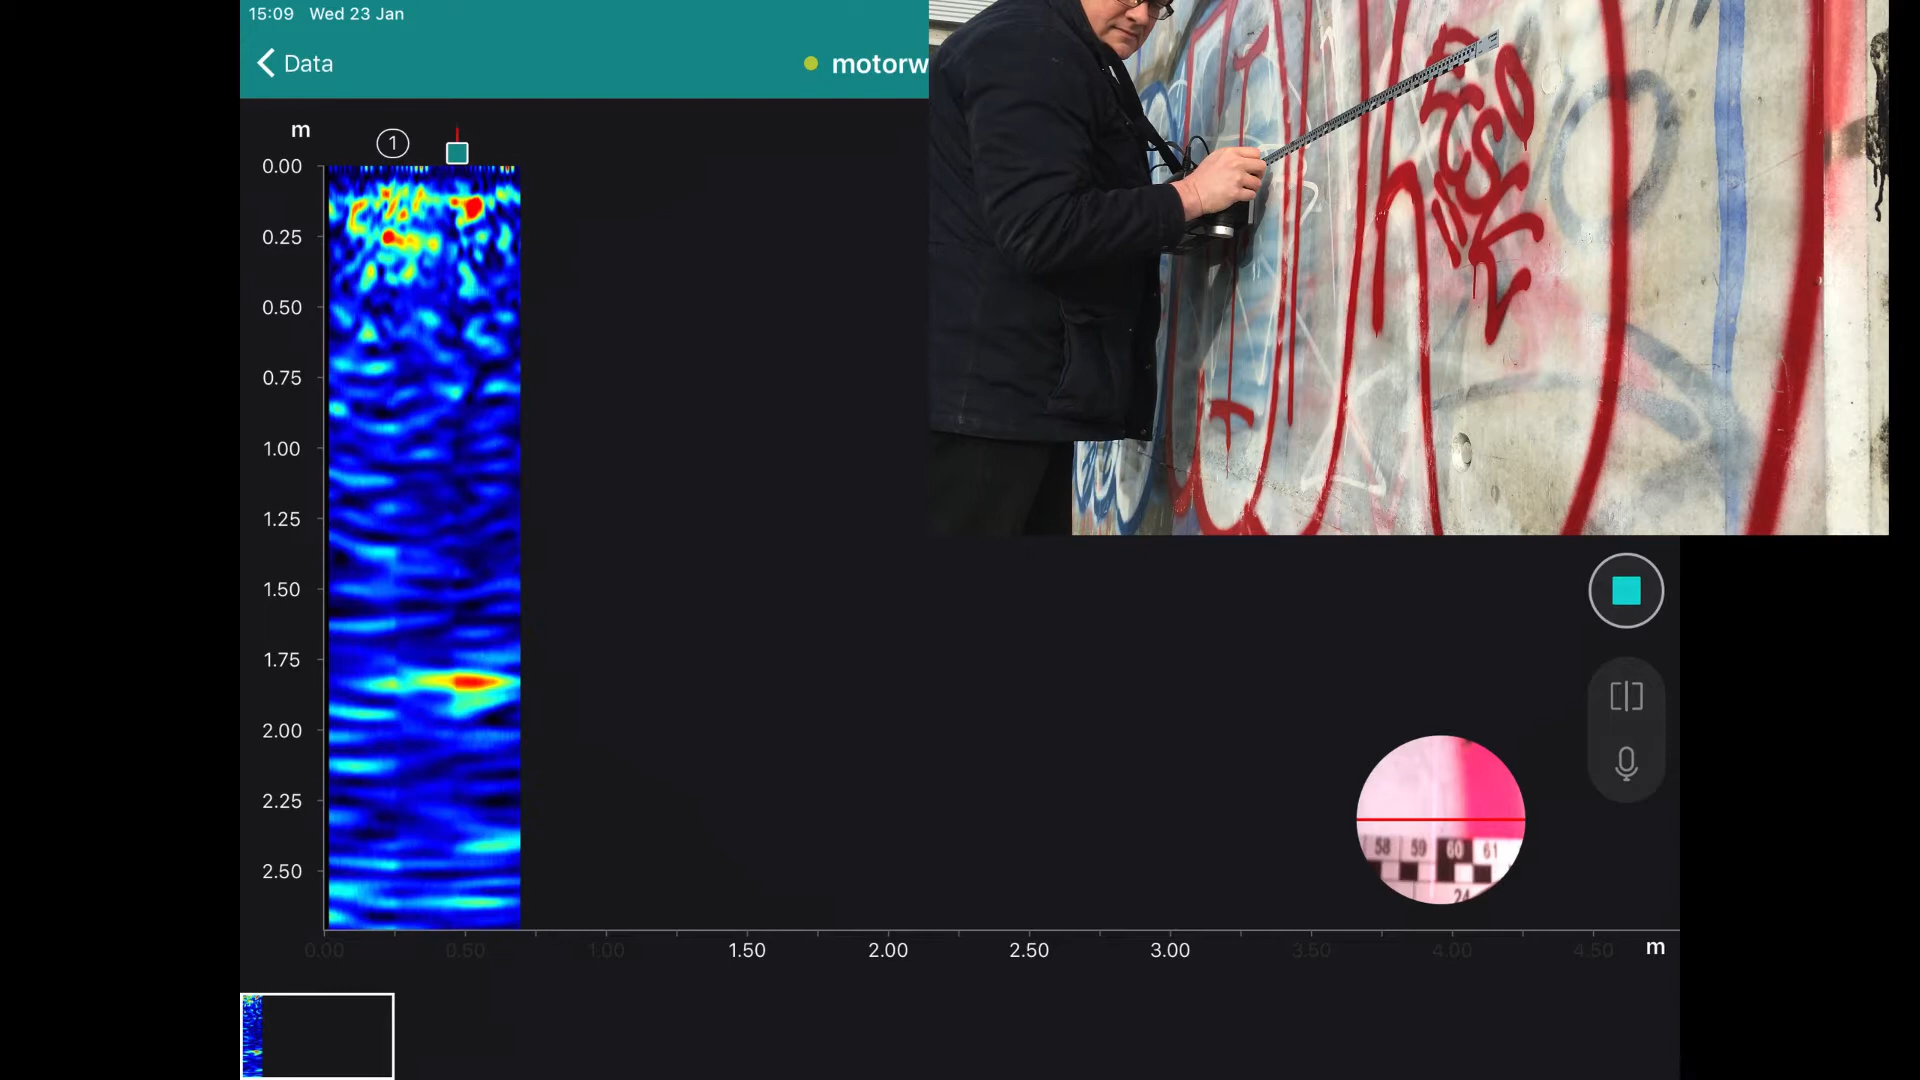 15:09 Wed 23 Jan
Data
motorw
m
1
0.00
0.25
0.50
0.75
1.00
1.25
1.50
1.75
2.00
2.25
2.50
58 59 60 61
24
0.00 0.50 1.00 1.50 2.00 2.50 3.00 3.50 4.00 4.50 m